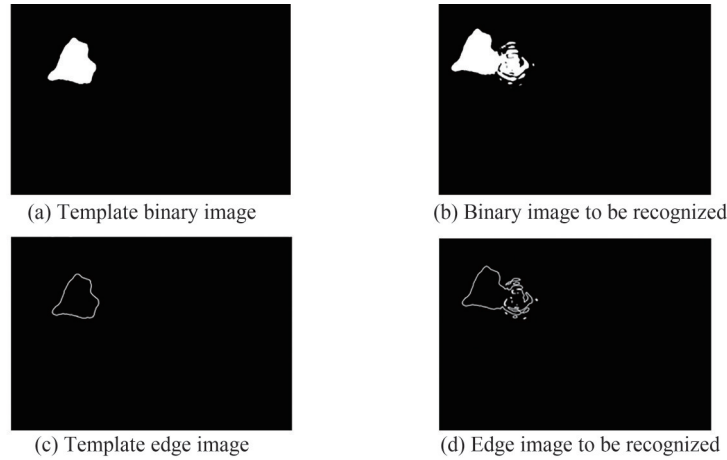 (a) Template binary image
(b) Binary image to be recognized
(c) Template edge image
(d) Edge image to be recognized